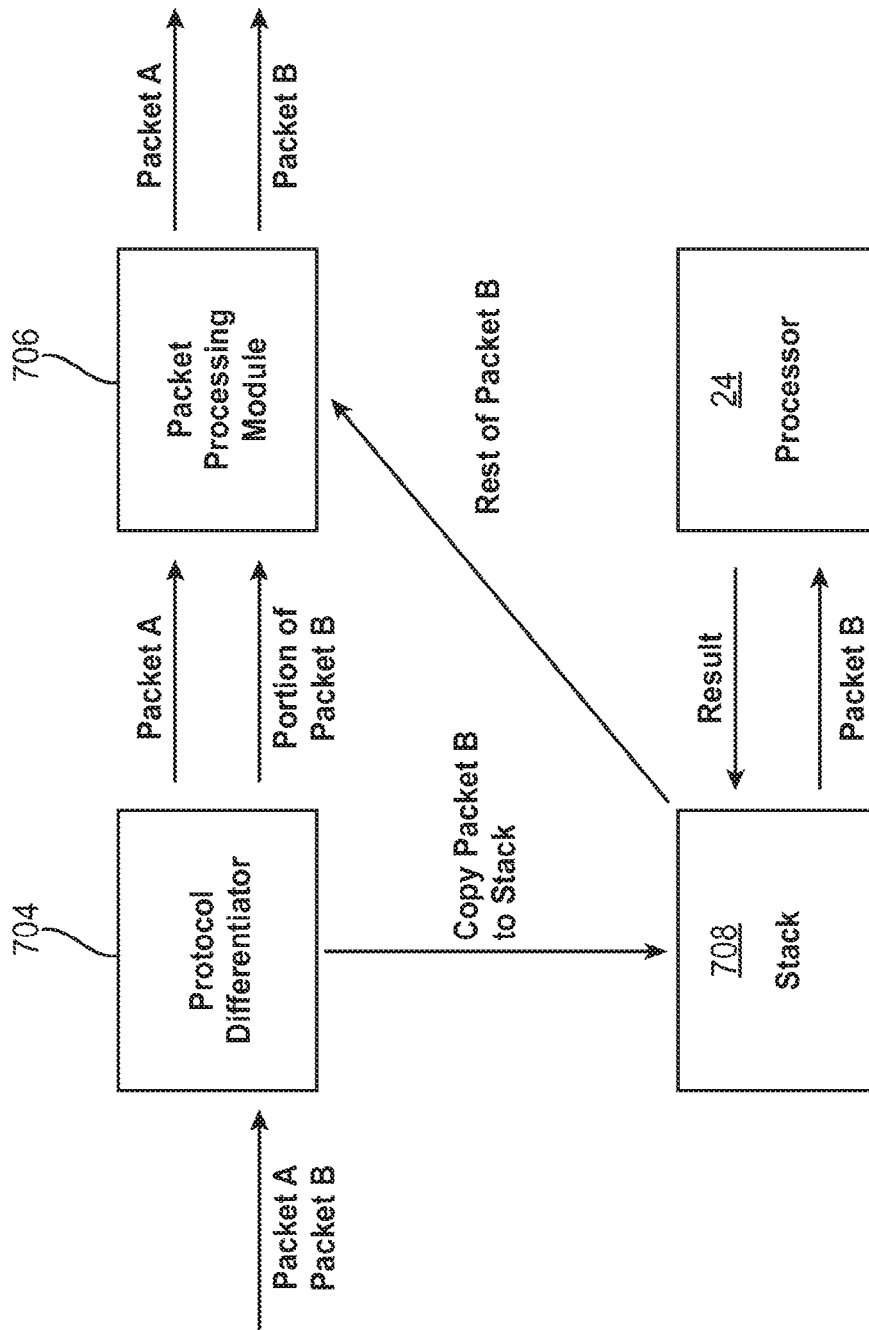 704
706
Packet A
Packet B
Protocol
Differentiator
Packet A
Portion of
Packet B
Packet
Processing
Module
Packet A
Packet B
Copy Packet B
to Stack
Rest of Packet B
708
Stack
Result
Packet B
24
Processor